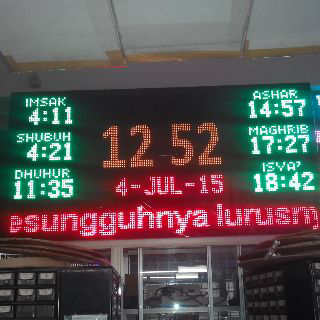 IMSAK
4:11
SHUBUH
4:21
DHUHUR
11:35
12 52
4-JUL-15
ASHAR
14:57
MAGHRIB
17:27
ISYA'
18:42
esungguhnya lurusm